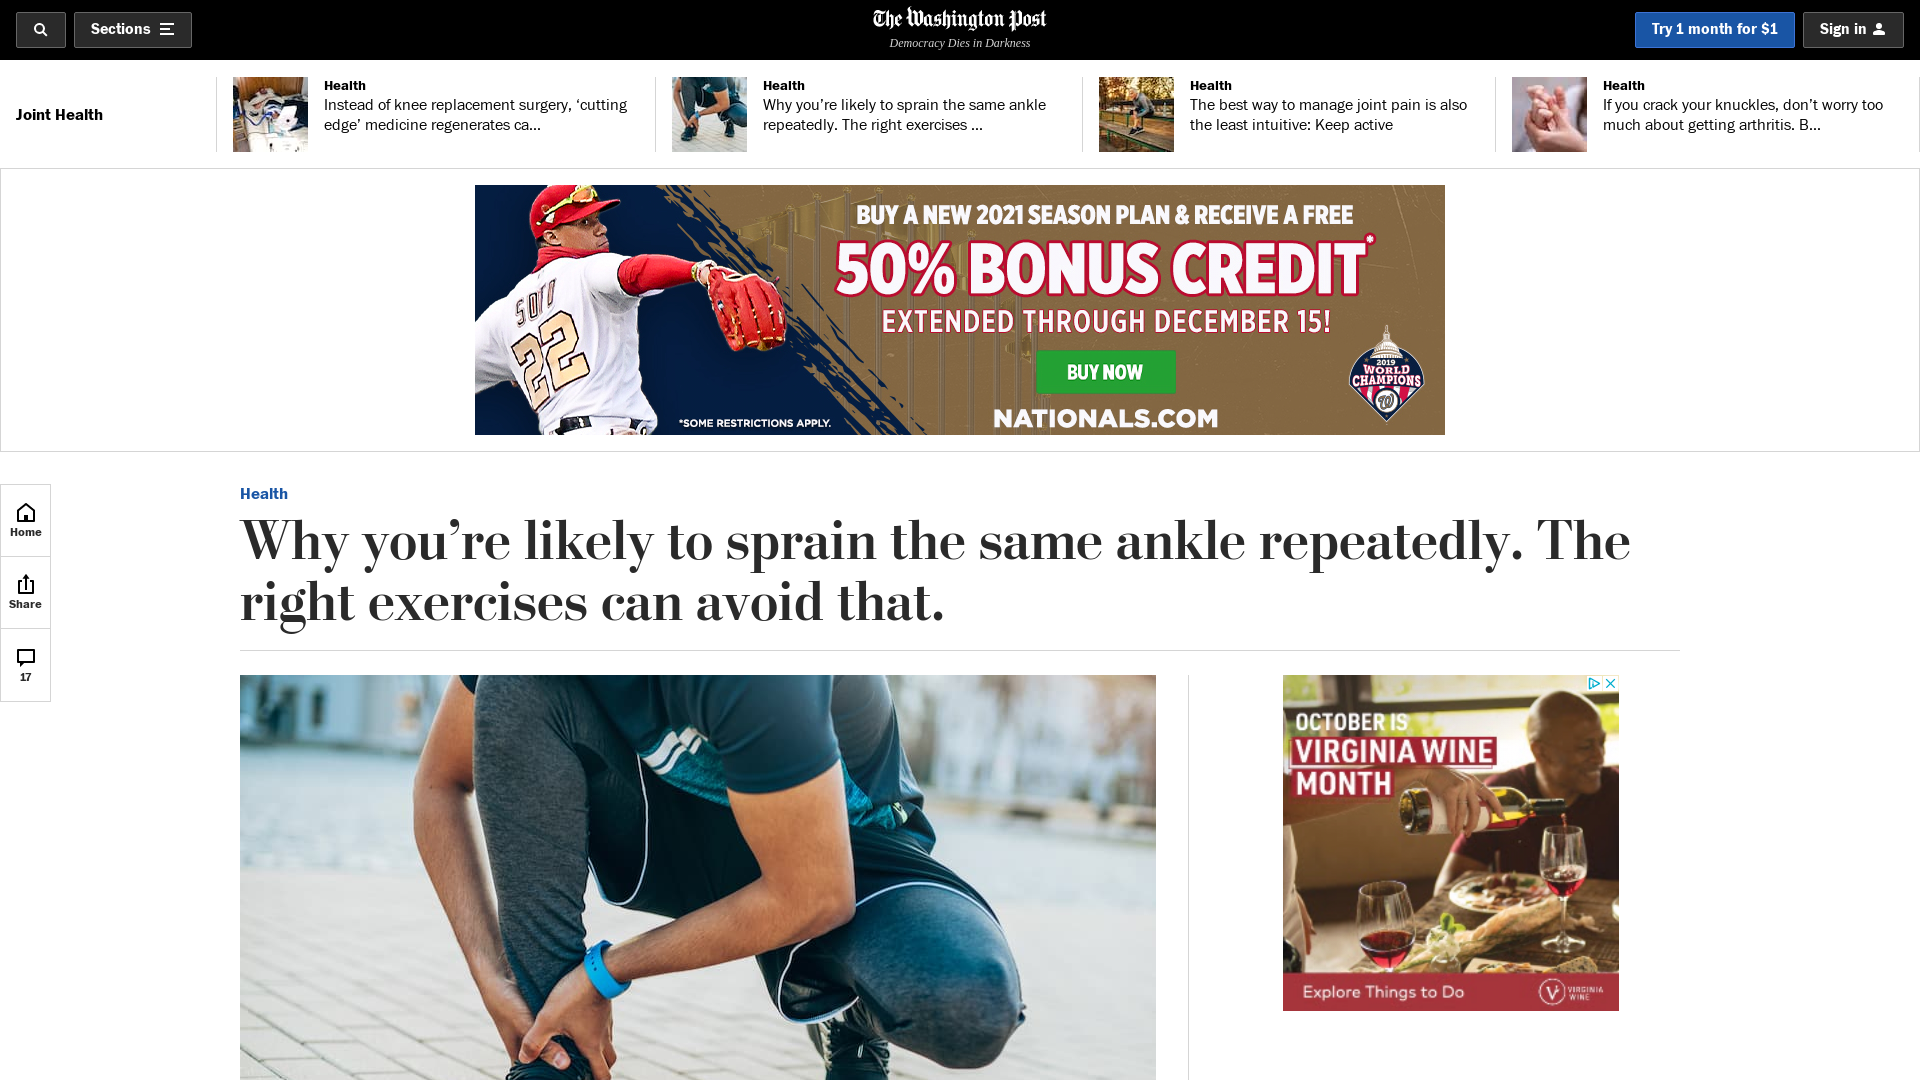 Sections
The Washington Post
Democracy Dies in Darkness
Try 1 month for $1
Sign in
Joint Health
Health
Instead of knee replacement surgery, ‘cutting
edge’ medicine regenerates ca...
Health
Why you’re likely to sprain the same ankle
repeatedly. The right exercises ...
Health
The best way to manage joint pain is also
the least intuitive: Keep active
Health
If you crack your knuckles, don’t worry too
much about getting arthritis. B...
SOTO
22
BUY A NEW 2021 SEASON PLAN & RECEIVE A FREE
50% BONUS CREDIT*
EXTENDED THROUGH DECEMBER 15!
BUY NOW
NATIONALS.COM
*SOME RESTRICTIONS APPLY.
2019
WORLD
CHAMPIONS
W
Home
Share
17
Health
Why you’re likely to sprain the same ankle repeatedly. The
right exercises can avoid that.
OCTOBER IS
VIRGINIA WINE
MONTH
Explore Things to Do
VIRGINIA
WINE